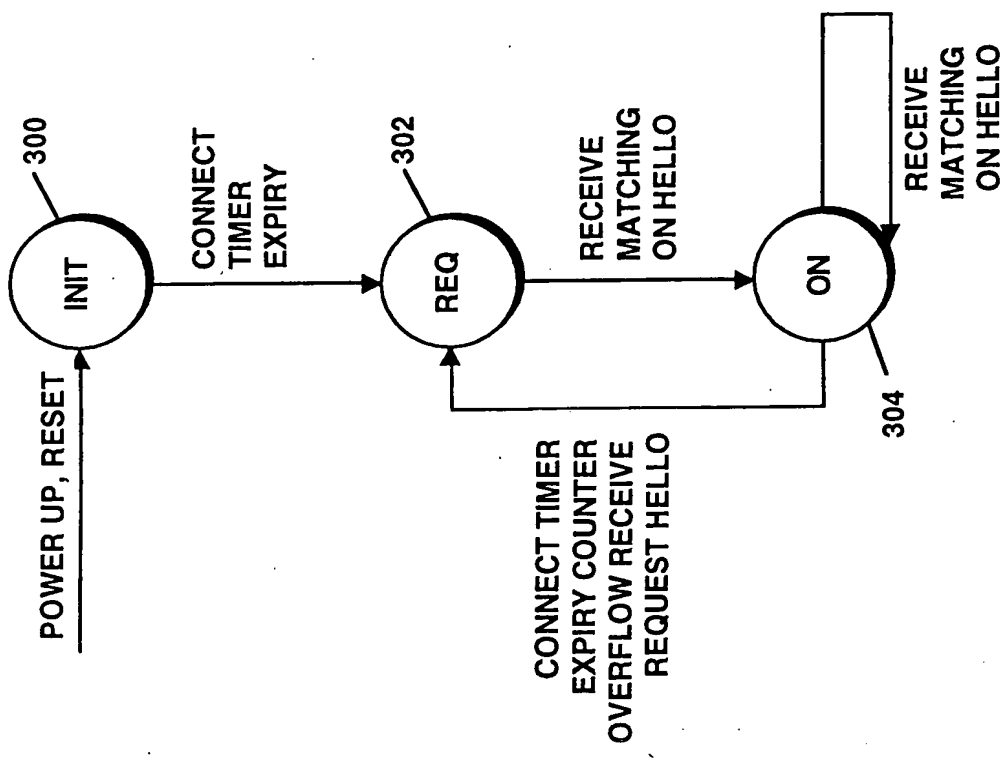 POWER UP, RESET
INIT
300
CONNECT
TIMER
EXPIRY
REQ
302
RECEIVE
MATCHING
ON HELLO
CONNECT TIMER
EXPIRY COUNTER
OVERFLOW RECEIVE
REQUEST HELLO
ON
304
RECEIVE
MATCHING
ON HELLO